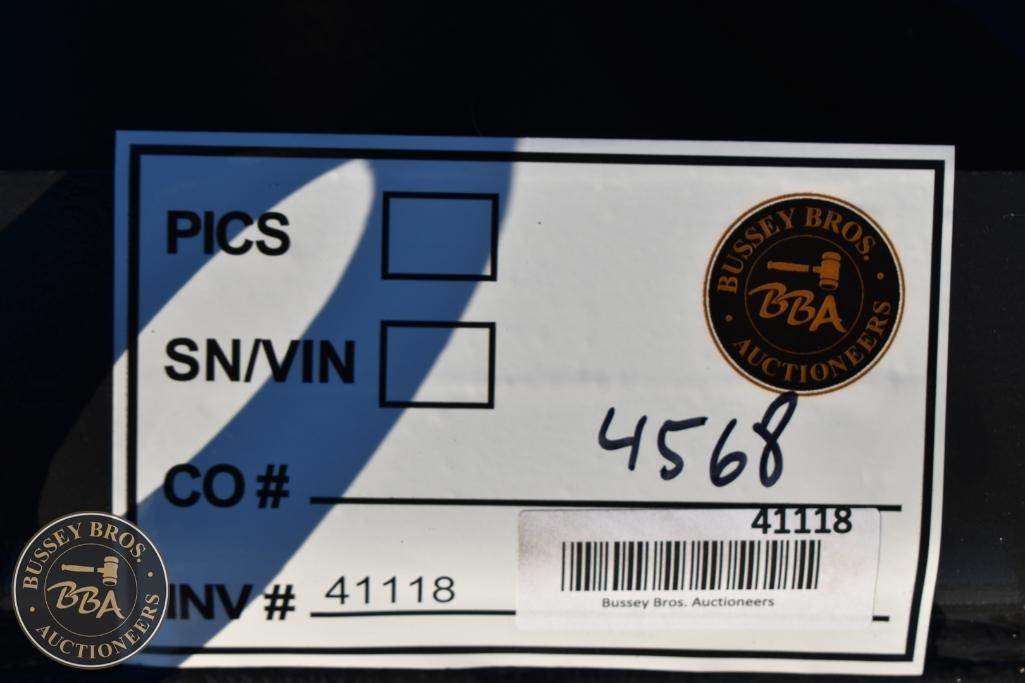 PICS
BUSSEY BROS.
BBA
AUCTIONEERS
SN/VIN
CO # 4568
41118
INV # 41118
Bussey Bros. Auctioneers
BUSSEY BROS.
BBA
AUCTIONEERS